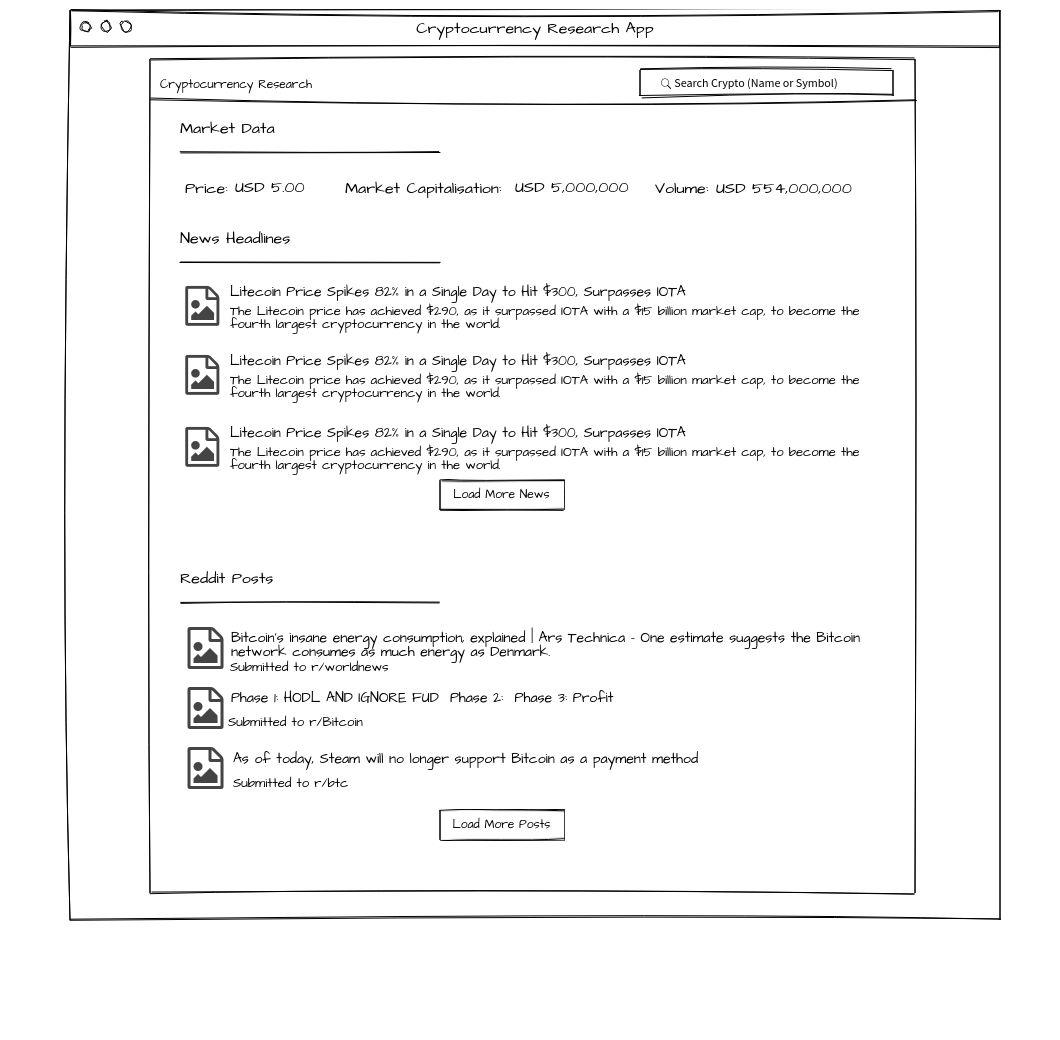 Cryptocurrency Research App
Cryptocurrency Research
Search Crypto (Name or Symbol)
Market Data
Price: USD 5.00 Market Capitalisation: USD 5,000,000 Volume: USD 554,000,000
News Headlines
Litecoin Price Spikes 82% in a Single Day to Hit $300, Surpasses IOTA
The Litecoin price has achieved $290, as it surpassed IOTA with a $15 billion market cap, to become the
fourth largest cryptocurrency in the world.
Litecoin Price Spikes 82% in a Single Day to Hit $300, Surpasses IOTA
The Litecoin price has achieved $290, as it surpassed IOTA with a $15 billion market cap, to become the
fourth largest cryptocurrency in the world.
Litecoin Price Spikes 82% in a Single Day to Hit $300, Surpasses IOTA
The Litecoin price has achieved $290, as it surpassed IOTA with a $15 billion market cap, to become the
fourth largest cryptocurrency in the world.
Load More News
Reddit Posts
Bitcoin's insane energy consumption, explained | Ars Technica - One estimate suggests the Bitcoin
network consumes as much energy as Denmark.
Submitted to r/worldnews
Phase 1: HODL AND IGNORE FUD Phase 2: Phase 3: Profit
Submitted to r/Bitcoin
As of today, Steam will no longer support Bitcoin as a payment method
Submitted to r/btc
Load More Posts